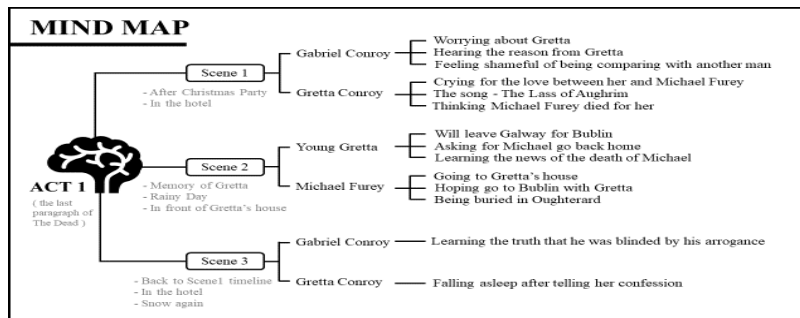 MIND MAP
Gabriel Conroy
Worrying about Gretta
Hearing the reason from Gretta
Feeling shameful of being comparing with another man
Scene 1
- After Christmas Party
- In the hotel
Gretta Conroy
Crying for the love between her and Michael Furey
The song - The Lass of Aughrim
Thinking Michael Furey died for her
ACT 1
( the last
paragraph of
The Dead )
Scene 2
- Memory of Gretta
- Rainy Day
- In front of Gretta's house
Young Gretta
Will leave Galway for Bublin
Asking for Michael go back home
Learning the news of the death of Michael
Michael Furey
Going to Gretta's house
Hoping go to Bublin with Gretta
Being buried in Oughterard
Scene 3
- Back to Scene1 timeline
- In the hotel
- Snow again
Gabriel Conroy
Learning the truth that he was blinded by his arrogance
Gretta Conroy
Falling asleep after telling her confession